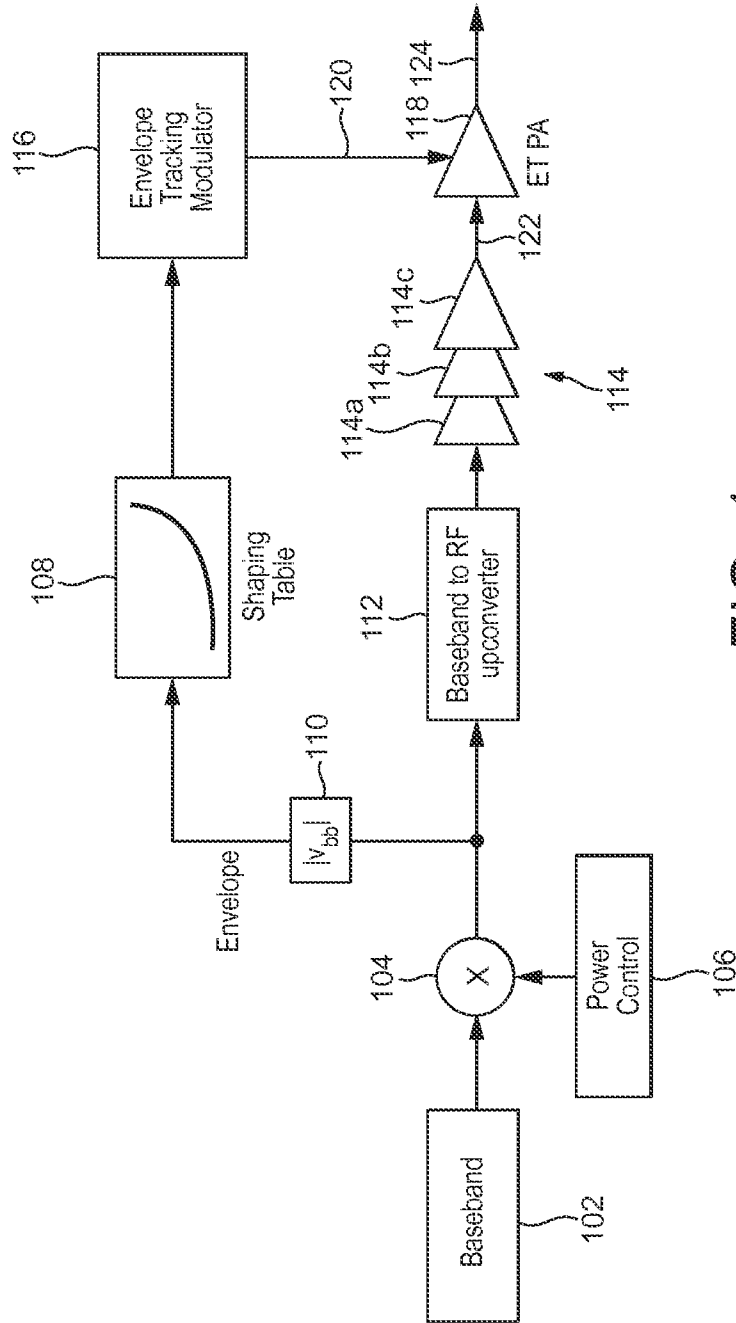 116
Envelope
Tracking
Modulator
108
Shaping
Table
120
110
|v_bb|
Envelope
118
124
ET PA
122
114a
114b
114c
114
112
Baseband to RF
upconverter
104
X
Baseband
102
Power
Control
106